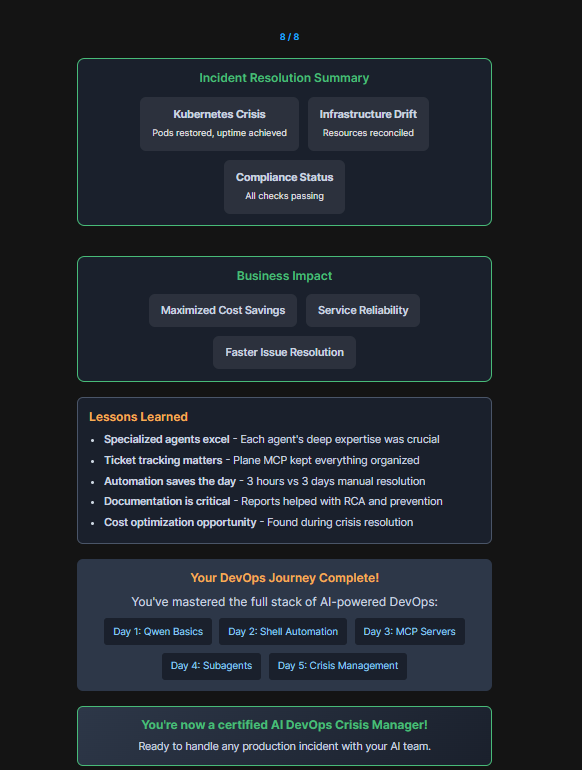 8 / 8
Incident Resolution Summary
Kubernetes Crisis
Pods restored, uptime achieved
Infrastructure Drift
Resources reconciled
Compliance Status
All checks passing
Business Impact
Maximized Cost Savings
Service Reliability
Faster Issue Resolution
Lessons Learned
• Specialized agents excel - Each agent's deep expertise was crucial
• Ticket tracking matters - Plane MCP kept everything organized
• Automation saves the day - 3 hours vs 3 days manual resolution
• Documentation is critical - Reports helped with RCA and prevention
• Cost optimization opportunity - Found during crisis resolution
Your DevOps Journey Complete!
You've mastered the full stack of AI-powered DevOps:
Day 1: Qwen Basics
Day 2: Shell Automation
Day 3: MCP Servers
Day 4: Subagents
Day 5: Crisis Management
You're now a certified AI DevOps Crisis Manager!
Ready to handle any production incident with your AI team.